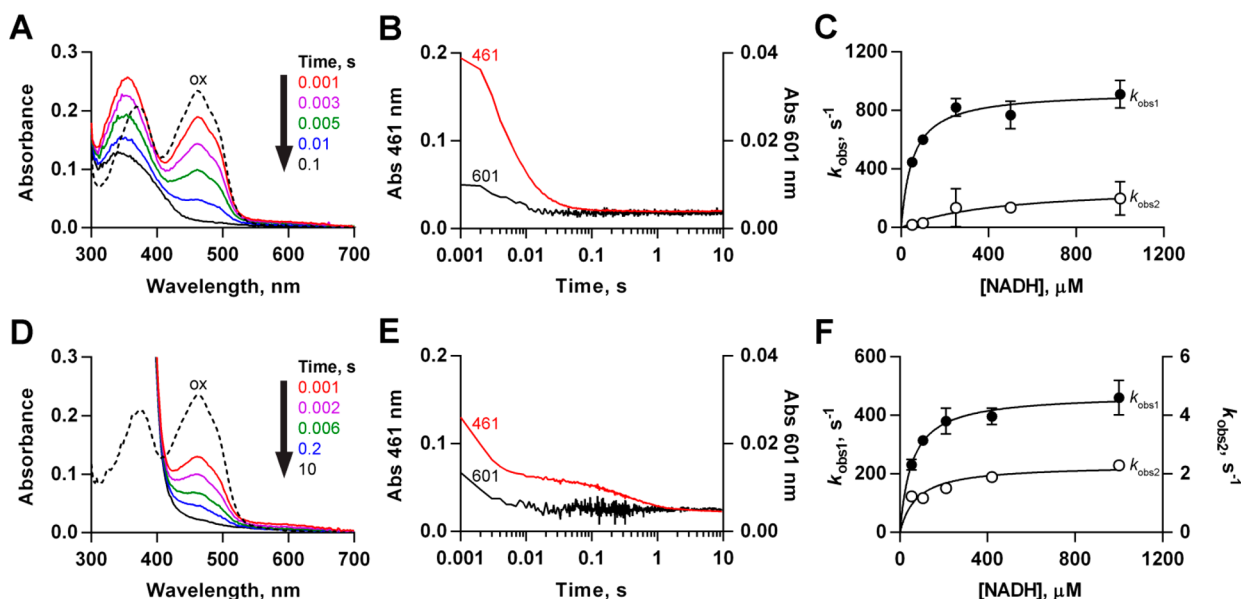 A
Absorbance
0.3
0.2
0.1
0.0
300
400
500
600
700
Wavelength, nm
ox
Time, s
0.001
0.003
0.005
0.01
0.1
B
Abs 461 nm
0.2
0.1
0.0
461
601
0.04
0.02
0.00
Abs 601 nm
0.001
0.01
0.1
1
10
Time, s
C
kobs, s-1
1200
800
400
0
kobs1
kobs2
0
400
800
1200
[NADH], μM
D
Absorbance
0.3
0.2
0.1
0.0
300
400
500
600
700
Wavelength, nm
ox
Time, s
0.001
0.002
0.006
0.2
10
E
Abs 461 nm
0.2
0.1
0.0
461
601
0.04
0.02
0.00
Abs 601 nm
0.001
0.01
0.1
1
10
Time, s
F
kobs1, s-1
600
400
200
0
kobs1
kobs2
6
4
2
0
kobs2, s-1
0
400
800
1200
[NADH], μM